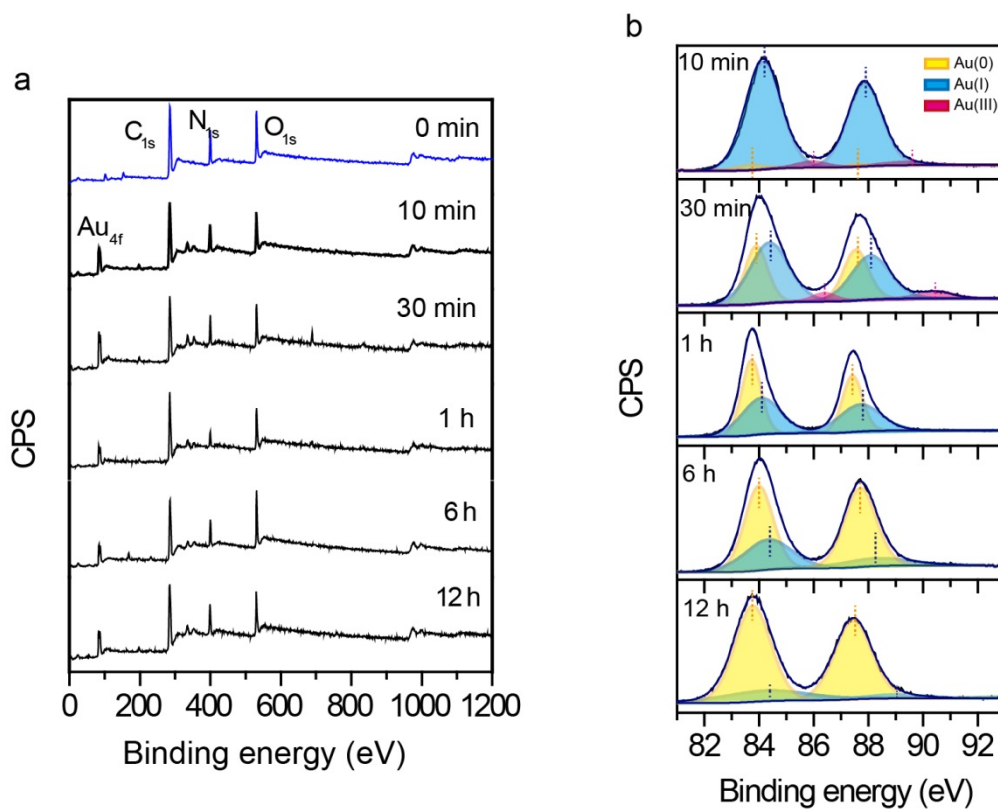 a
0 min
C1s
N1s
O1s
10 min
Au4f
30 min
1 h
6 h
12 h
CPS
0 200 400 600 800 1000 1200
Binding energy (eV)
b
10 min
Au(0)
Au(I)
Au(III)
30 min
1 h
6 h
12 h
CPS
82 84 86 88 90 92
Binding energy (eV)